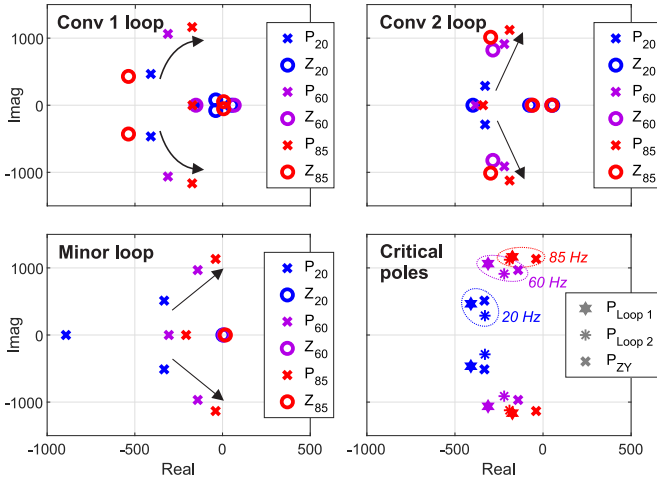 Conv 1 loop
Imag
1000
0
-1000
P20
Z20
P60
Z60
P85
Z85
Conv 2 loop
P20
Z20
P60
Z60
P85
Z85
Minor loop
Imag
1000
0
-1000
-1000
-500
0
500
Real
P20
Z20
P60
Z60
P85
Z85
Critical
poles
85 Hz
60 Hz
20 Hz
PLoop 1
PLoop 2
PZY
-1000
-500
0
500
Real